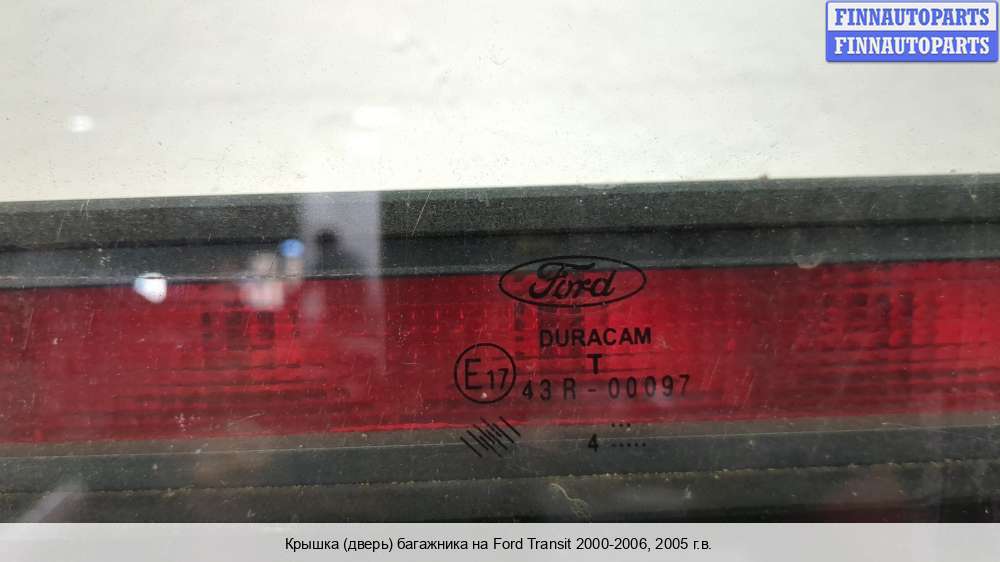 FINNAUTOPARTS
FINNAUTOPARTS
Ford
DURACAM
T
E17
43R-00097
...
4 .....
Крышка (дверь) багажника на Ford Transit 2000-2006, 2005 г.в.